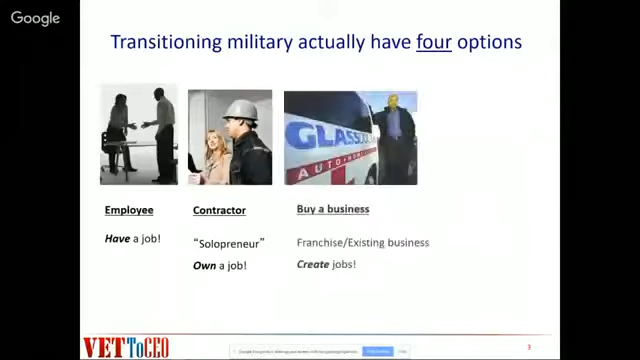 Google
Transitioning military actually have four options
GLASS
AUTO
Employee
Contractor
Buy a business
Have a job!
"Solopreneur"
Franchise/Existing business
Own a job!
Create jobs!
VETToCEO
3